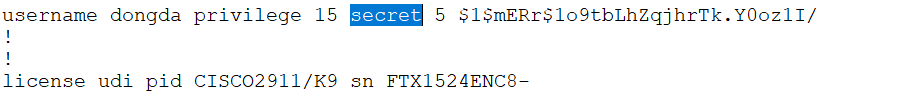 username dongda privilege 15 secret 5 $1$mERr$1o9tbLhZqjhrTk.Y0oz1I/
!
!
license udi pid CISCO2911/K9 sn FTX1524ENC8-